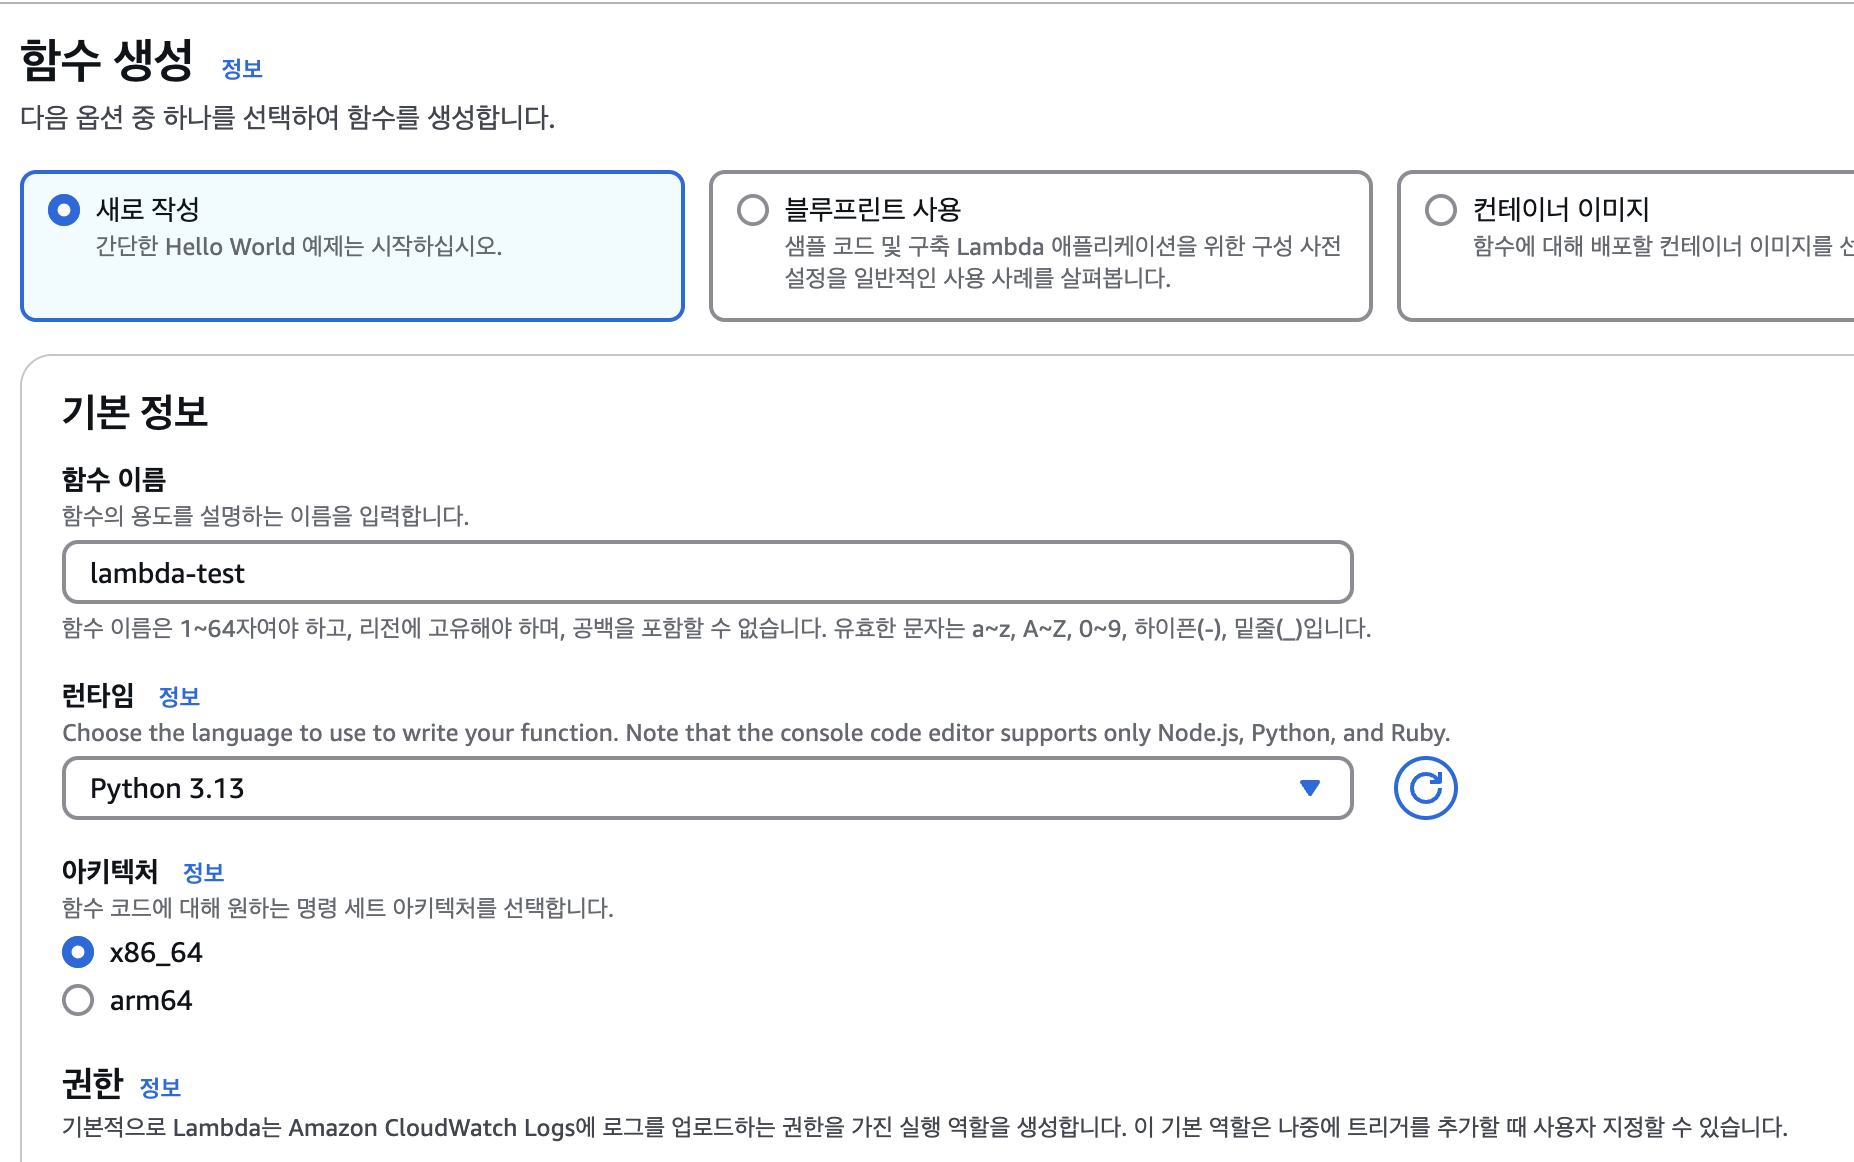 함수 생성 정보
다음 옵션 중 하나를 선택하여 함수를 생성합니다.
새로 작성
간단한 Hello World 예제는 시작하십시오.
블루프린트 사용
샘플 코드 및 구축 Lambda 애플리케이션을 위한 구성 사전
설정을 일반적인 사용 사례를 살펴봅니다.
컨테이너 이미지
함수에 대해 배포할 컨테이너 이미지를
기본 정보
함수 이름
함수의 용도를 설명하는 이름을 입력합니다.
lambda-test
함수 이름은 1~64자여야 하고, 리전에 고유해야 하며, 공백을 포함할 수 없습니다. 유효한 문자는 a~z, A~Z, 0~9, 하이픈(-), 밑줄(_)입니다.
런타임 정보
Choose the language to use to write your function. Note that the console code editor supports only Node.js, Python, and Ruby.
Python 3.13
아키텍처 정보
함수 코드에 대해 원하는 명령 세트 아키텍처를 선택합니다.
x86_64
arm64
권한 정보
기본적으로 Lambda는 Amazon CloudWatch Logs에 로그를 업로드하는 권한을 가진 실행 역할을 생성합니다. 이 기본 역할은 나중에 트리거를 추가할 때 사용자 지정할 수 있습니다.